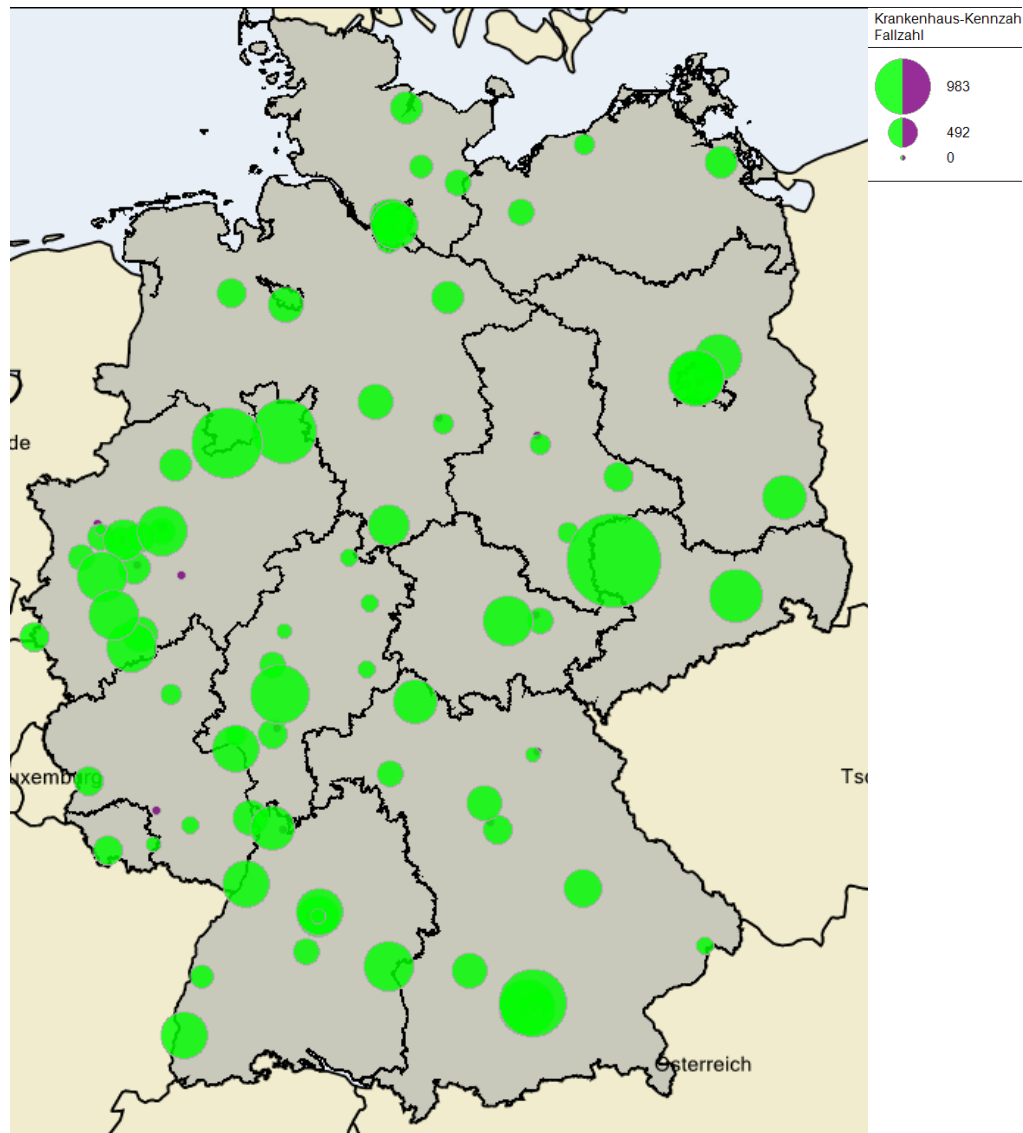 Krankenhaus-Kennzah
Fallzahl
983
492
0
de
uxemburg
Tsc
Österreich